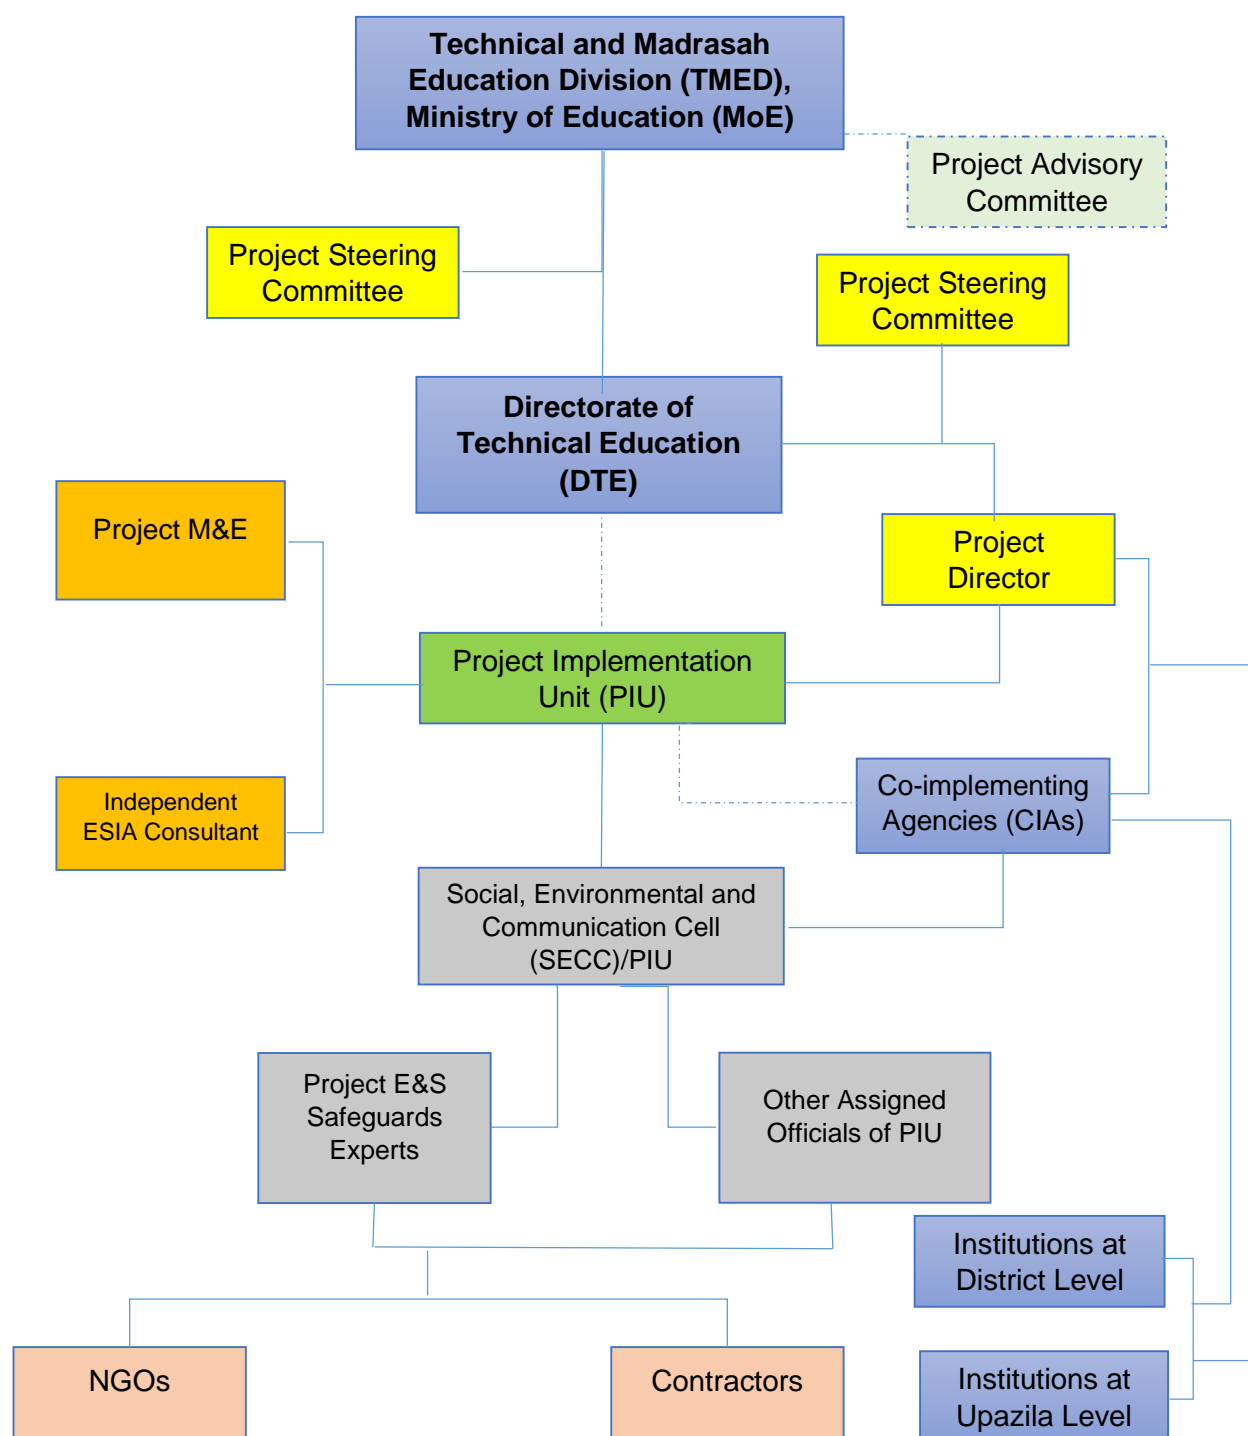 Technical and Madrasah
Education Division (TMED),
Ministry of Education (MoE)
Project Advisory
Committee
Project Steering
Committee
Project Steering
Committee
Directorate of
Technical Education
(DTE)
Project M&E
Project
Director
Project Implementation
Unit (PIU)
Independent
ESIA Consultant
Co-implementing
Agencies (CIAs)
Social, Environmental and
Communication Cell
(SECC)/PIU
Project E&S
Safeguards
Experts
Other Assigned
Officials of PIU
Institutions at
District Level
NGOs
Contractors
Institutions at
Upazila Level